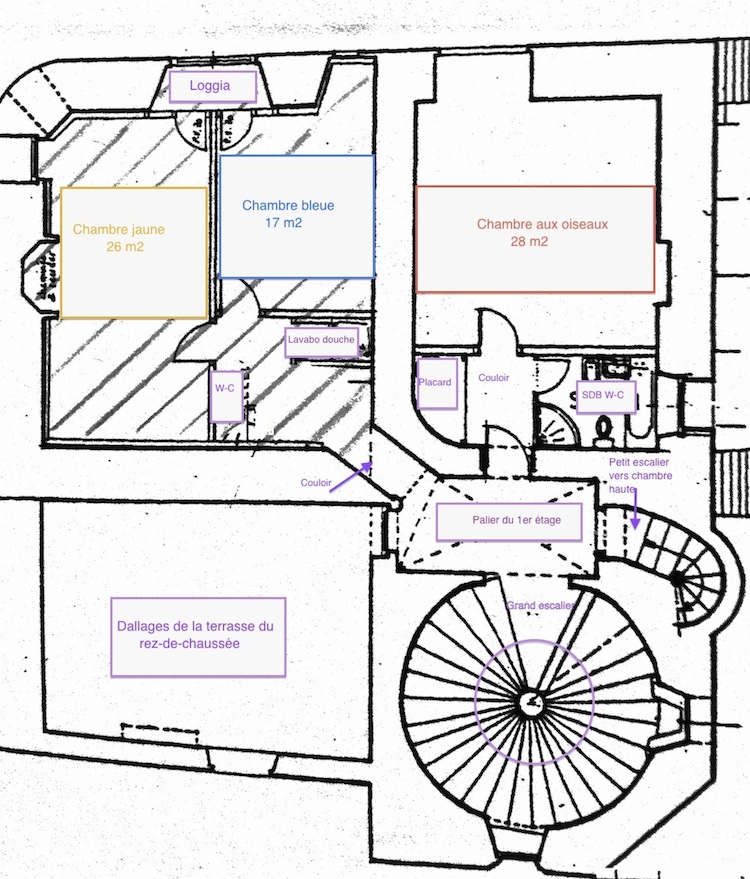 Loggia
Chambre bleue
17 m2
Chambre jaune
26 m2
Chambre aux oiseaux
28 m2
Lavabo douche
W-C
Placard
Couloir
SDB W-C
Couloir
Petit escalier
vers chambre
haute
Palier du 1er étage
Grand escalier
Dallages de la terrasse du
rez-de-chaussée